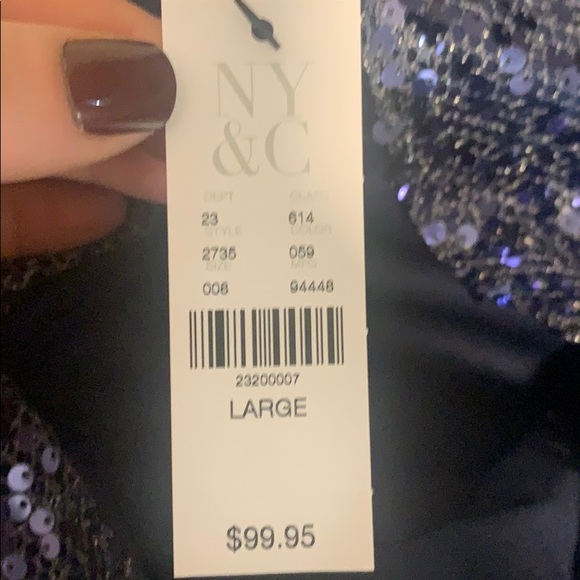 NY
&C
DEPT CLASS
23 614
STYLE COLOR
2735 059
SIZE MFG
008 94448
23200007
LARGE
$99.95